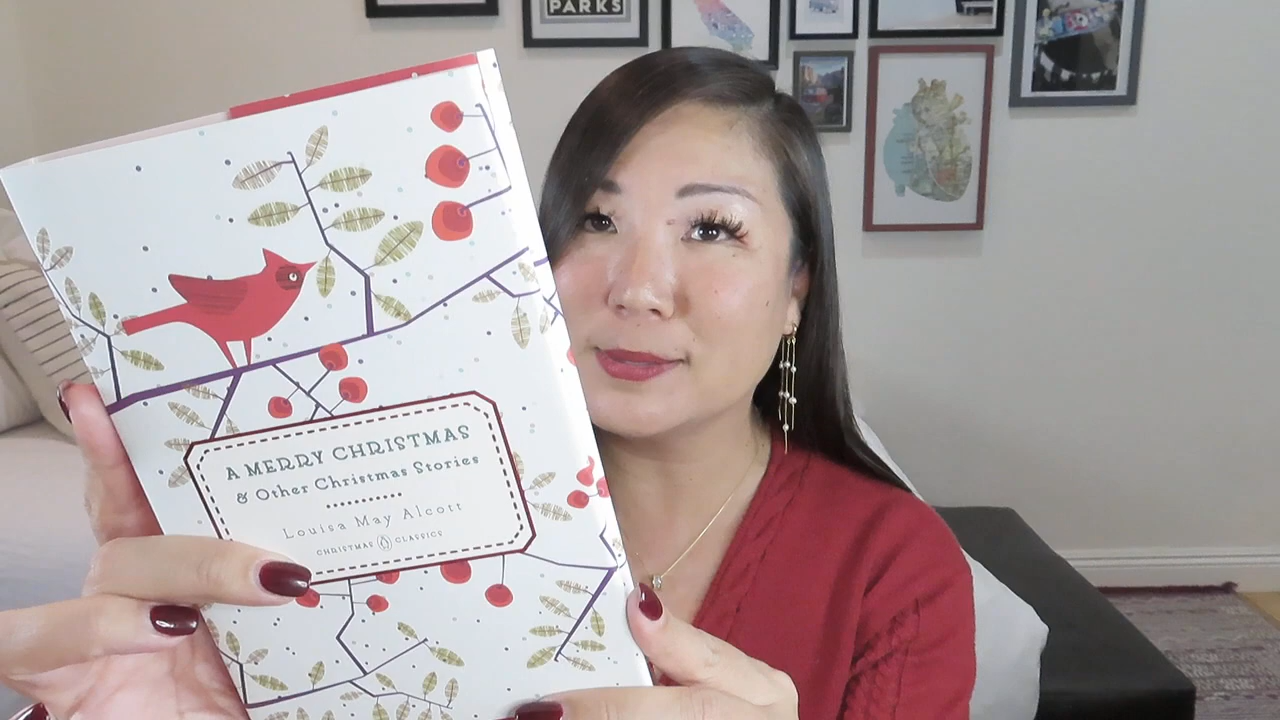 PARKS
A MERRY CHRISTMAS
& Other Christmas Stories
Louisa May Alcott
CHRISTMAS CLASSICS